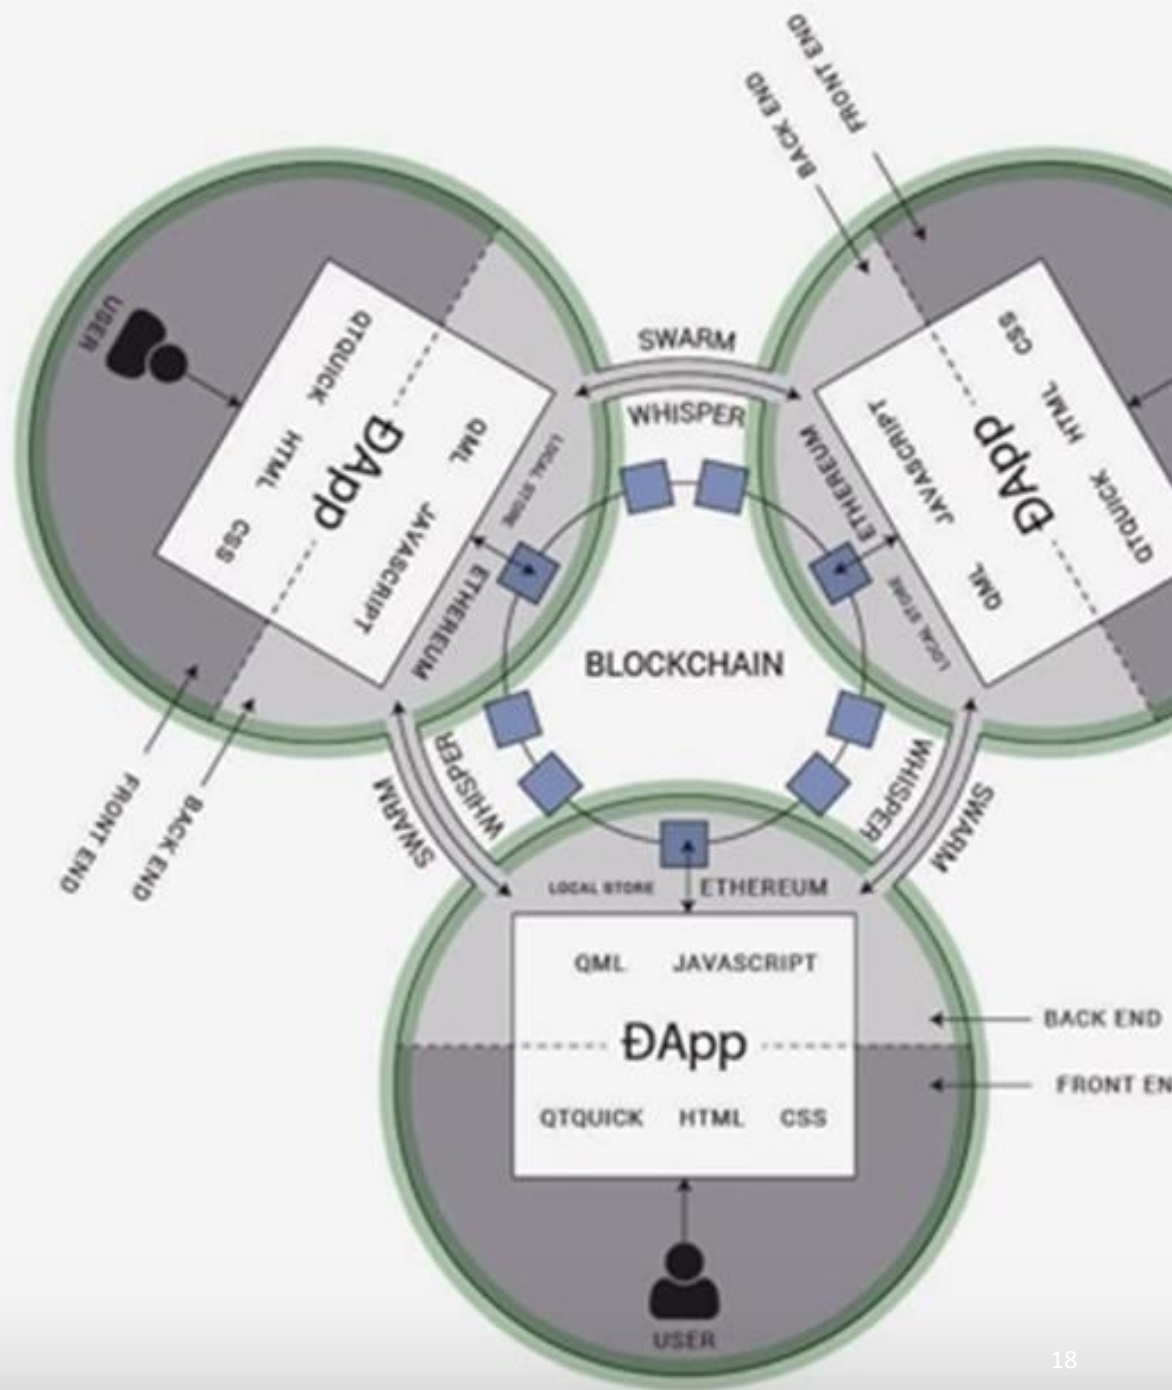 FRONT END
BACK END
USER
QTQUICK HTML CSS
ĐApp
QML JAVASCRIPT
LOCAL STORE
ETHEREUM
FRONT END
BACK END
SWARM
WHISPER
CSS HTML QTQUICK
ĐApp
JAVASCRIPT QML
ETHEREUM
LOCAL STORE
BLOCKCHAIN
WHISPER
SWARM
WHISPER
SWARM
LOCAL STORE ETHEREUM
QML JAVASCRIPT
ĐApp
QTQUICK HTML CSS
BACK END
FRONT EN
USER
18